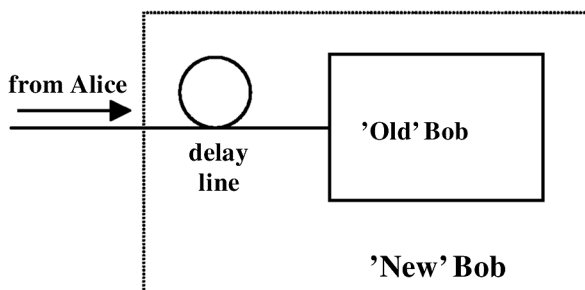 from Alice
delay
line
’Old’ Bob
’New’ Bob